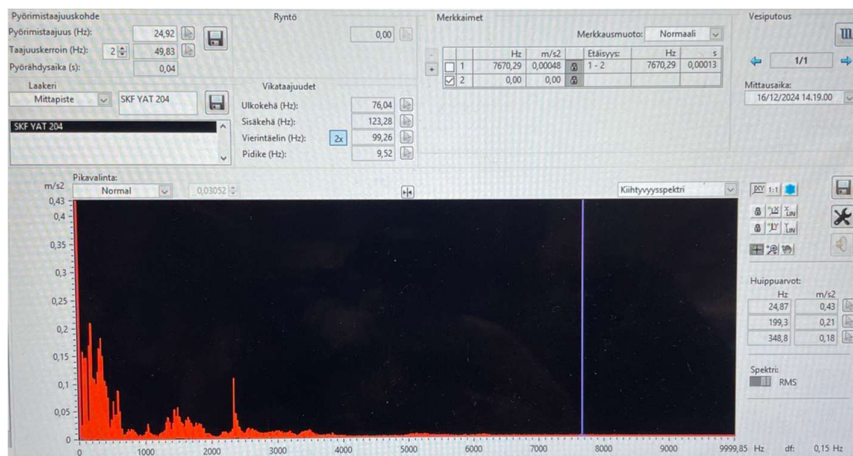 Pyörimistaajuuskohde
Pyörimistaajuus (Hz): 24,92
Taajuuskerroin (Hz): 2 49,83
Pyörähdysaika (s): 0,04
Ryntö
0,00
Merkkaimet
Merkkausmuoto: Normaali
Hz m/s2 Etäisyys: Hz s
1 7670,29 0,00048 1 - 2 7670,29 0,00013
2 0,00 0,00
Vesiputous
1/1
Mittausaika:
16/12/2024 14.19.00
Laakeri
Mittapiste SKF YAT 204
SKF YAT 204
Vikataajuudet
Ulkokehä (Hz): 76,04
Sisäkehä (Hz): 123,28
Vierintäelin (Hz): 2x 99,26
Pidike (Hz): 9,52
Pikavalinta:
m/s2 Normal 0,03052 Kiihtyvyysspektri
0,43
0,4
0,35
0,3
0,25
0,2
0,15
0,1
0,05
0
0 1000 2000 3000 4000 5000 6000 7000 8000 9000 9999,85 Hz df: 0,15 Hz
1:1
Huippuarvot:
Hz m/s2
24,87 0,43
199,3 0,21
348,8 0,18
Spektri:
RMS